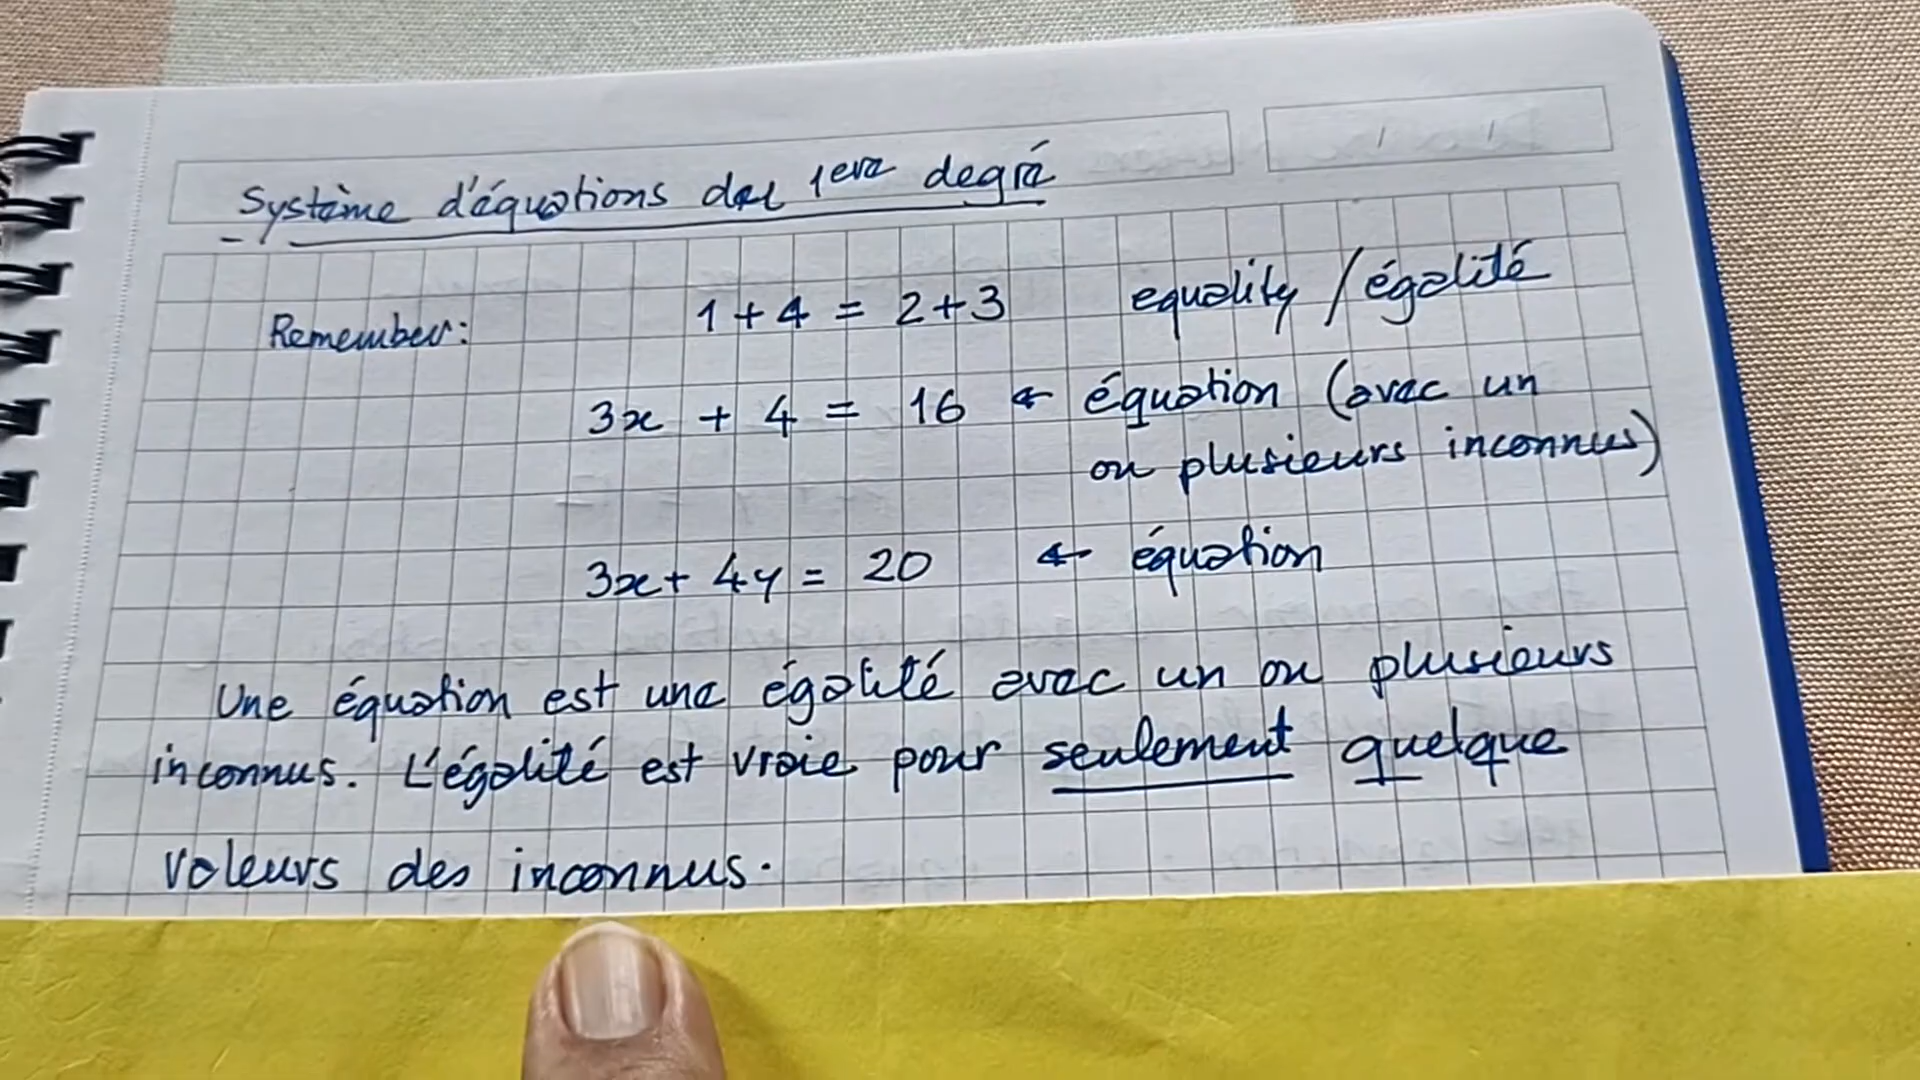 Système d'équations du 1ere degré
Remember: 1 + 4 = 2 + 3 equality / égalité
3x + 4 = 16 ← équation (avec un
ou plusieurs inconnus)
3x + 4y = 20 ← équation
Une équation est une égalité avec un ou plusieurs
inconnus. L'égalité est vraie pour seulement quelque
valeurs des inconnus.